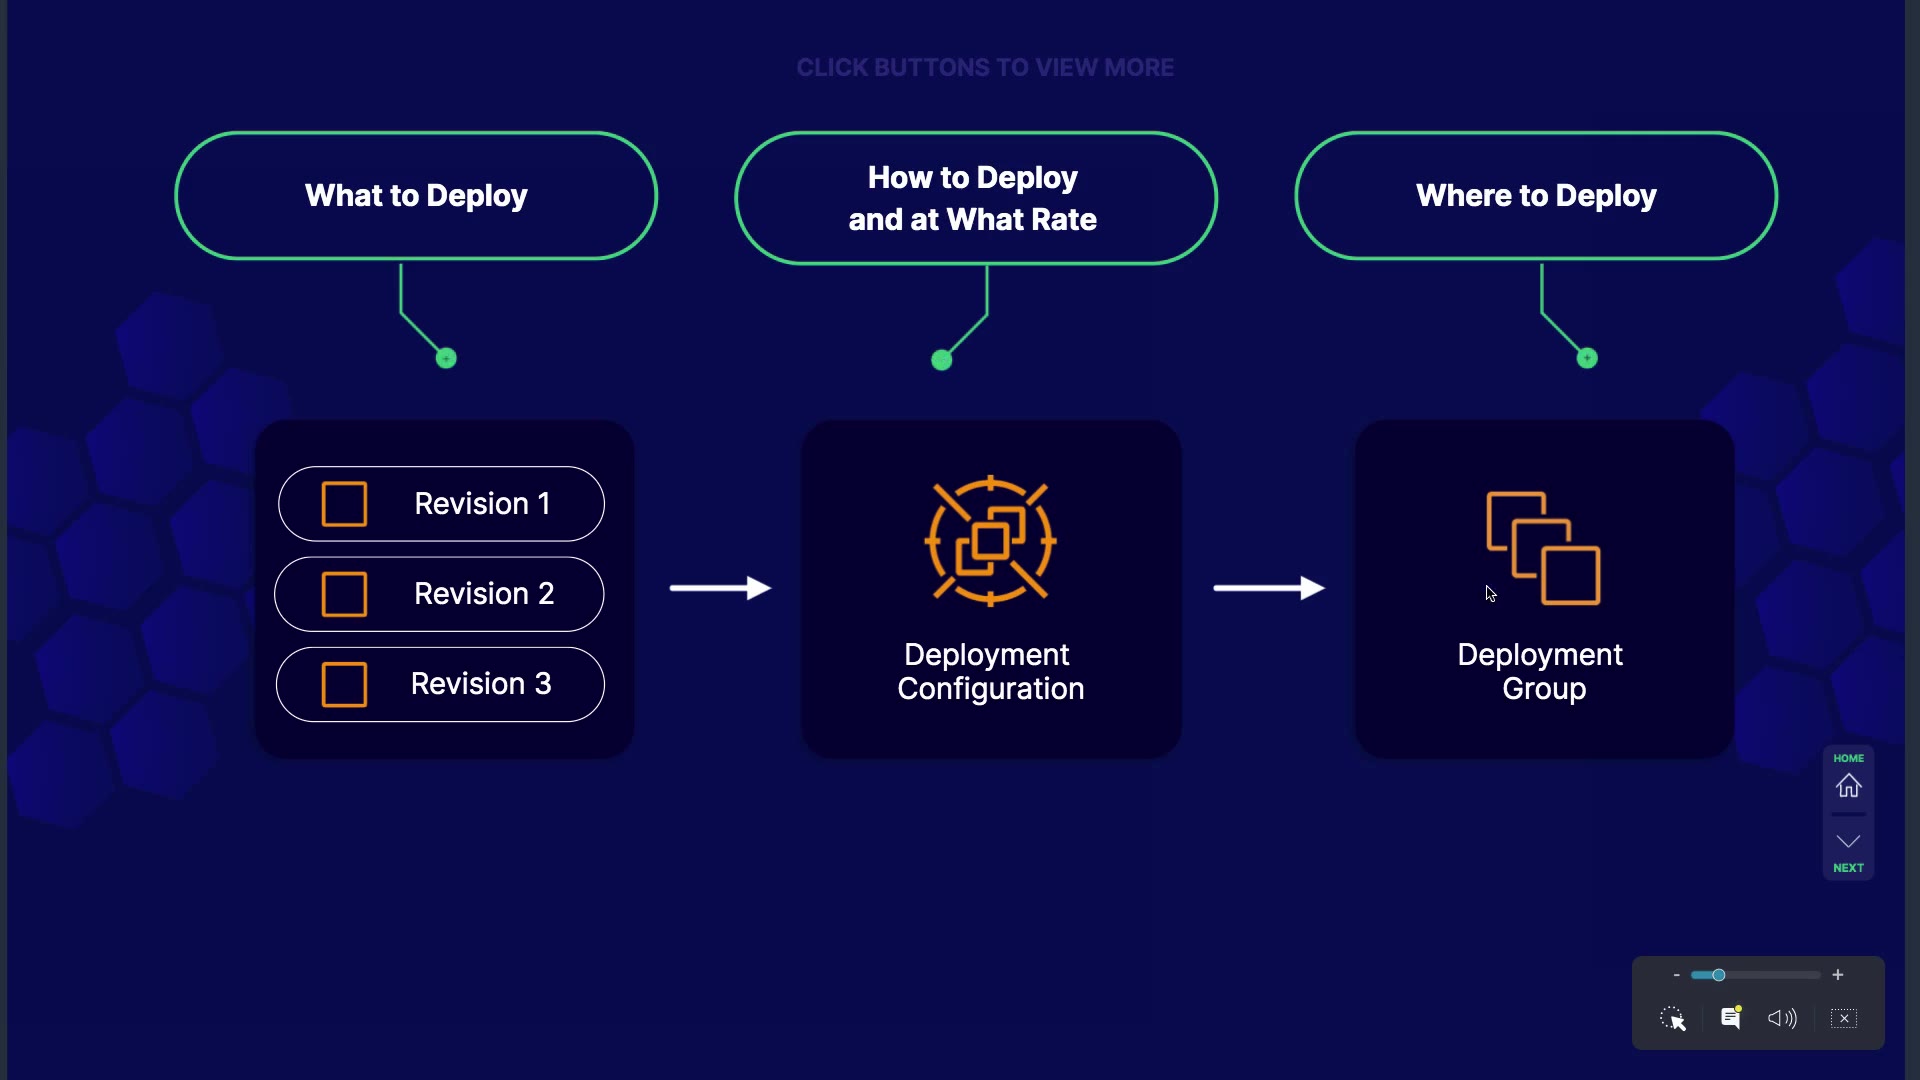 CLICK BUTTONS TO VIEW MORE
What to Deploy
How to Deploy
and at What Rate
Where to Deploy
Revision 1
Revision 2
Revision 3
Deployment
Configuration
Deployment
Group
HOME
NEXT
- +